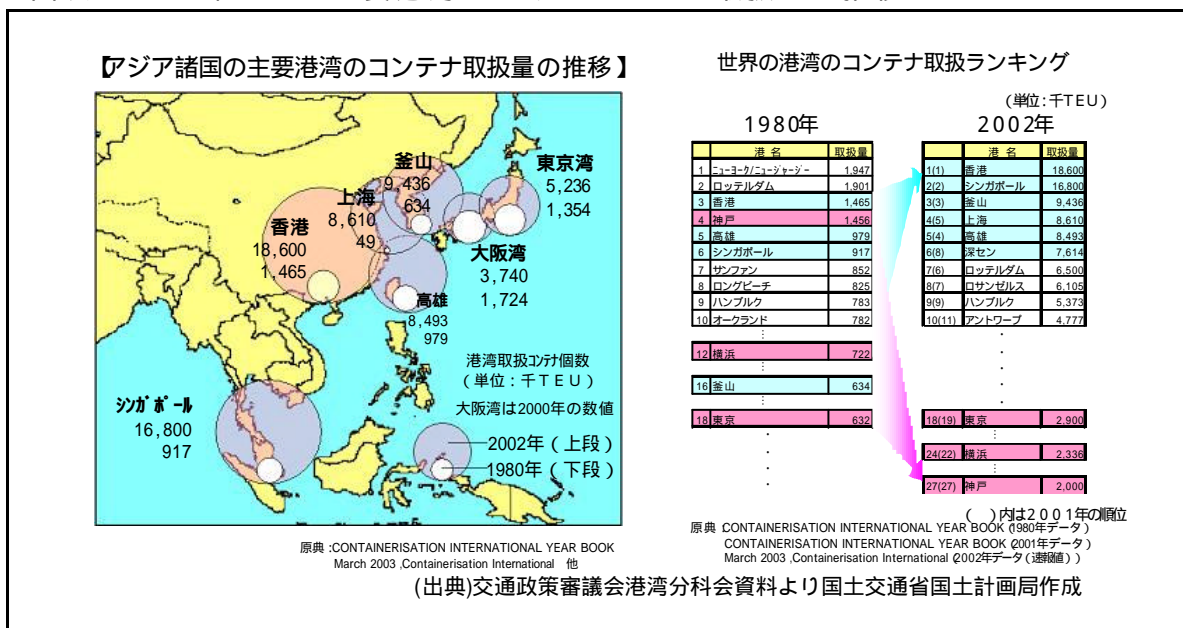 【アジア諸国の主要港湾のコンテナ取扱量の推移】
釜山
9,436
634
東京湾
5,236
1,354
上海
8,610
49
香港
18,600
1,465
大阪湾
3,740
1,724
高雄
8,493
979
港湾取扱コンテナ個数
(単位:千TEU)
大阪湾は2000年の数値
シンガポール
16,800
917
2002年(上段)
1980年(下段)
原典:CONTAINERISATION INTERNATIONAL YEAR BOOK
March 2003 ,Containerisation International 他
世界の港湾のコンテナ取扱ランキング
(単位:千TEU)
1980年
港 名 取扱量
1 ニューヨーク/ニュージャージー 1,947
2 ロッテルダム 1,901
3 香港 1,465
4 神戸 1,456
5 高雄 979
6 シンガポール 917
7 サンファン 852
8 ロングビーチ 825
9 ハンブルク 783
10 オークランド 782
12 横浜 722
16 釜山 634
18 東京 632
2002年
港 名 取扱量
1(1) 香港 18,600
2(2) シンガポール 16,800
3(3) 釜山 9,436
4(5) 上海 8,610
5(4) 高雄 8,493
6(8) 深セン 7,614
7(6) ロッテルダム 6,500
8(7) ロサンゼルス 6,105
9(9) ハンブルク 5,373
10(11) アントワープ 4,777
18(19) 東京 2,900
24(22) 横浜 2,336
27(27) 神戸 2,000
( )内は2001年の順位
原典:CONTAINERISATION INTERNATIONAL YEAR BOOK (1980年データ)
CONTAINERISATION INTERNATIONAL YEAR BOOK (2001年データ)
March 2003 ,Containerisation International (2002年データ(速報値))
(出典)交通政策審議会港湾分科会資料より国土交通省国土計画局作成